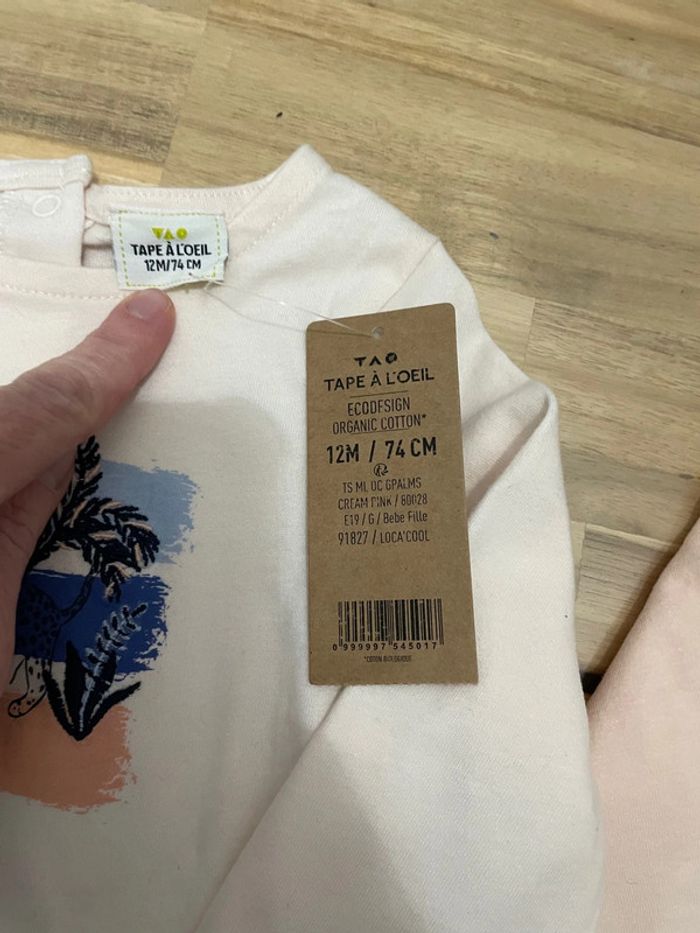 TAO
TAPE À L'OEIL
12M/74 CM
TAO
TAPE À L'OEIL
ECODESIGN
ORGANIC COTTON*
12M / 74 CM
TS ML OC GPALMS
CREAM PINK / 80028
E19 / G / Bebe Fille
91827 / LOCA'COOL
0 999997 545017
*COTON BIOLOGIQUE